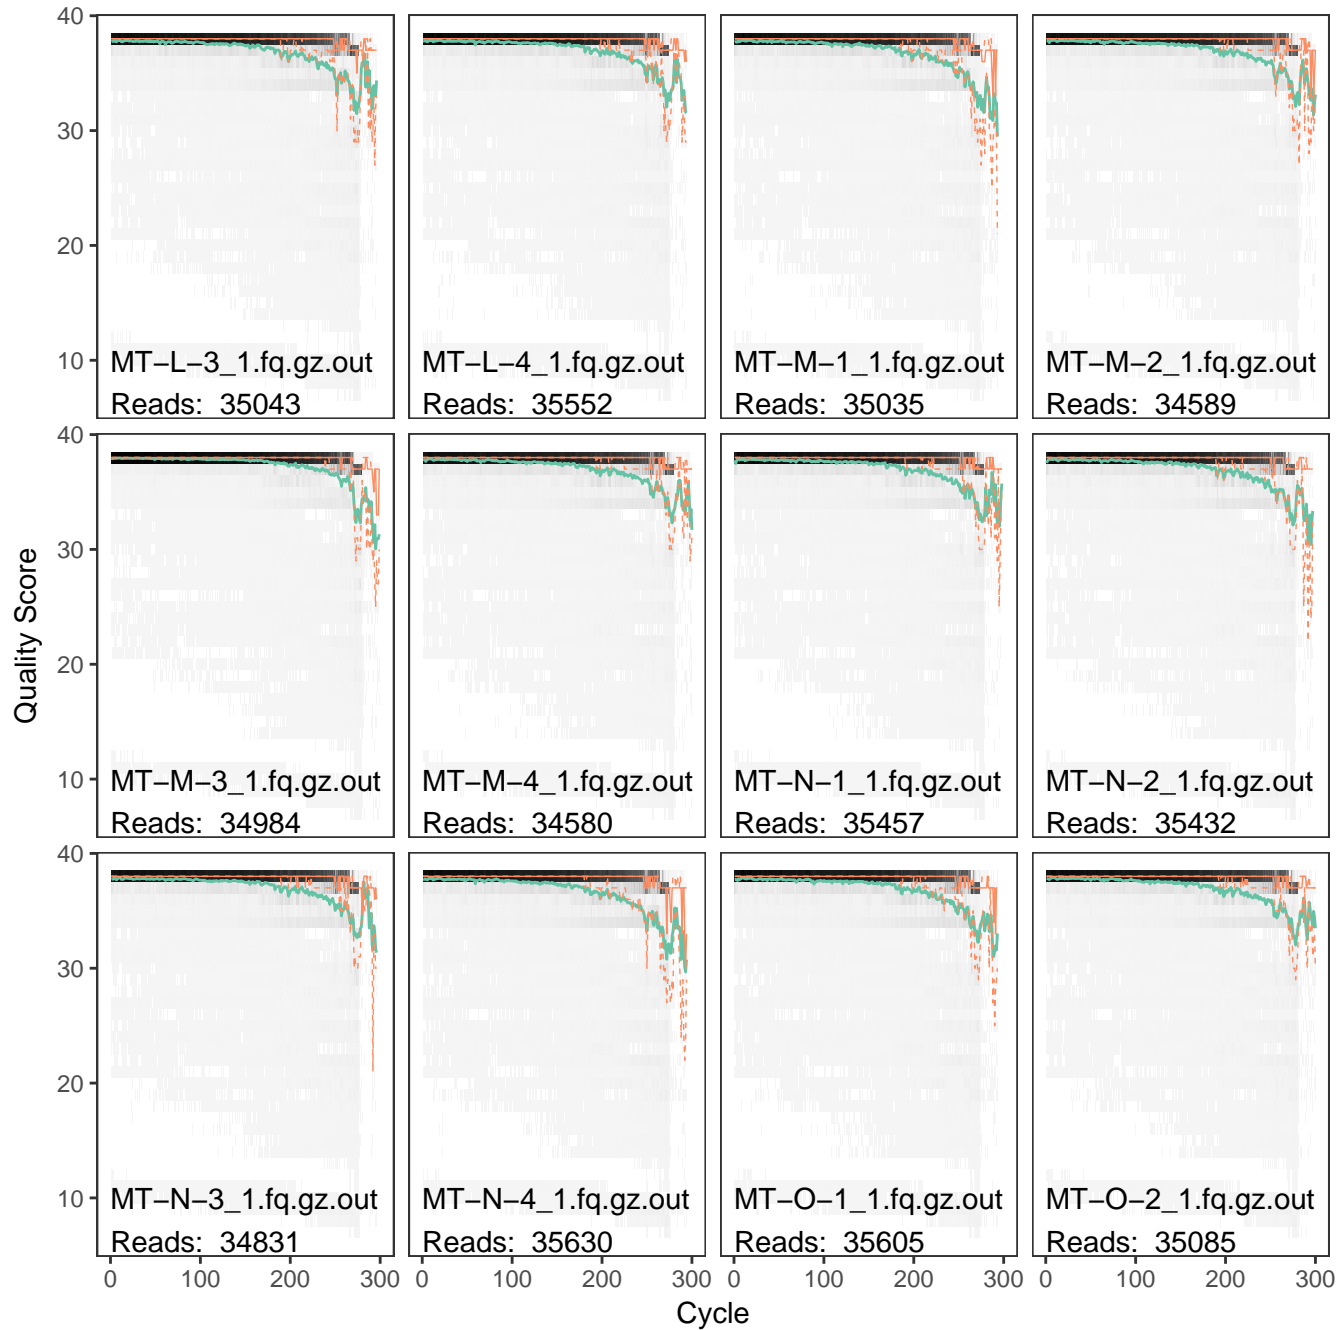 40
30
20
10
MT−L−3_1.fq.gz.out
Reads: 35043
MT−L−4_1.fq.gz.out
Reads: 35552
MT−M−1_1.fq.gz.out
Reads: 35035
MT−M−2_1.fq.gz.out
Reads: 34589
40
30
20
10
MT−M−3_1.fq.gz.out
Reads: 34984
MT−M−4_1.fq.gz.out
Reads: 34580
MT−N−1_1.fq.gz.out
Reads: 35457
MT−N−2_1.fq.gz.out
Reads: 35432
Quality Score
40
30
20
10
MT−N−3_1.fq.gz.out
Reads: 34831
MT−N−4_1.fq.gz.out
Reads: 35630
MT−O−1_1.fq.gz.out
Reads: 35605
MT−O−2_1.fq.gz.out
Reads: 35085
0 100 200 300
0 100 200 300
0 100 200 300
0 100 200 300
Cycle